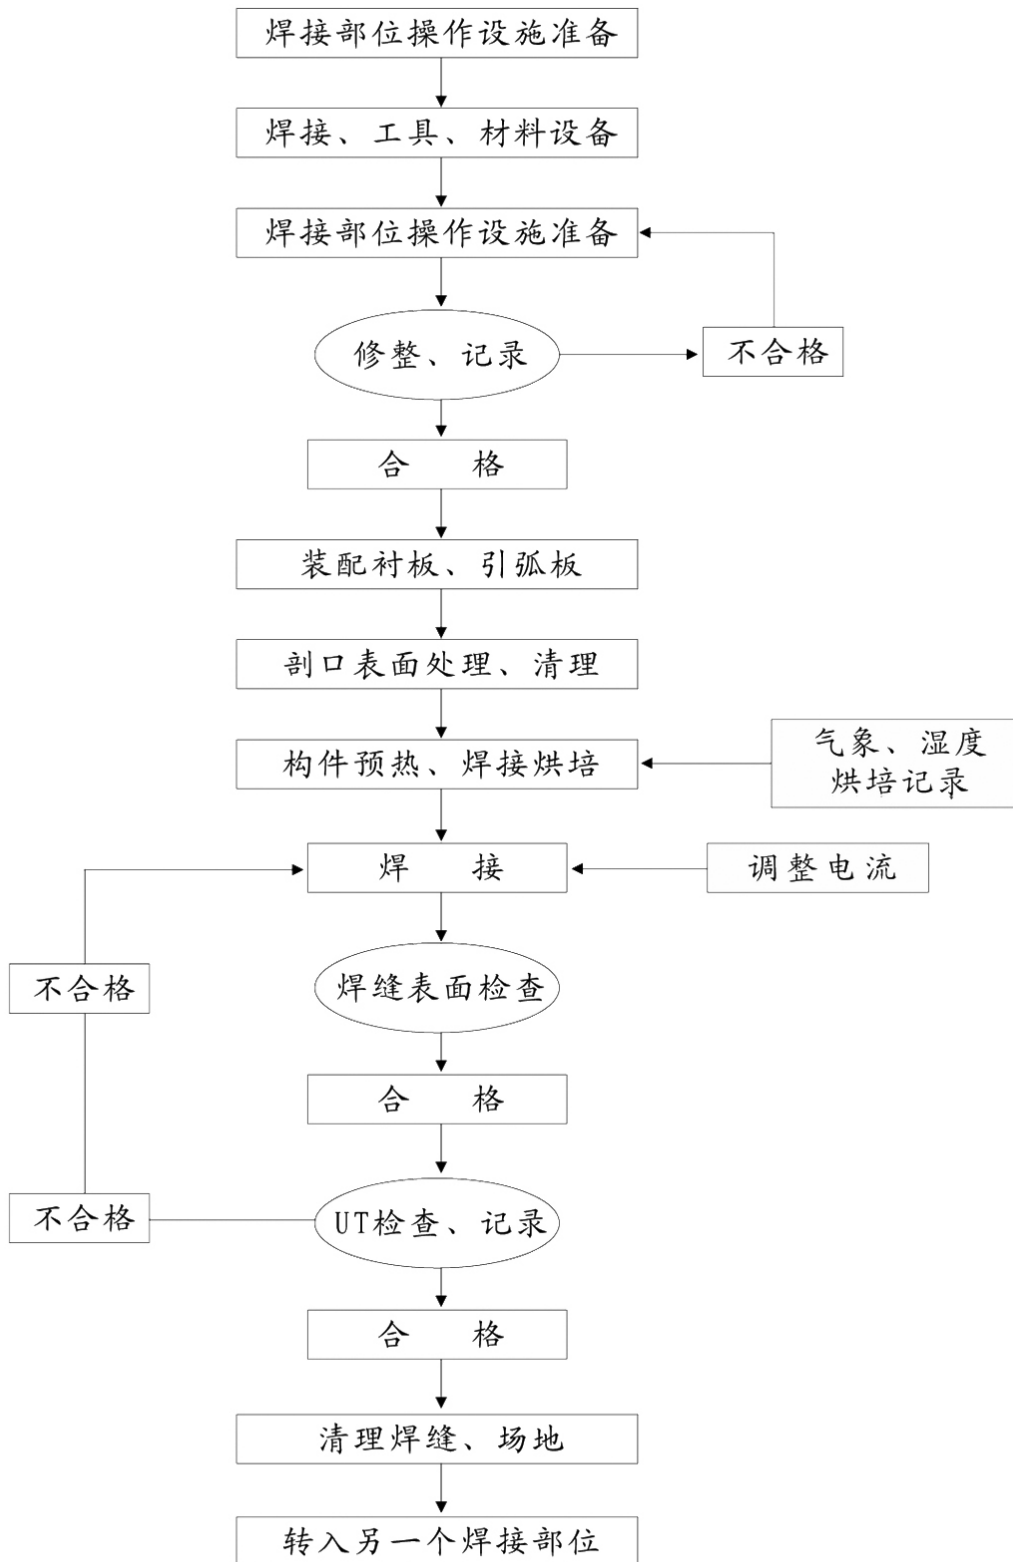 焊接部位操作设施准备
焊接、工具、材料设备
焊接部位操作设施准备
修整、记录
不合格
合 格
装配衬板、引弧板
剖口表面处理、清理
构件预热、焊接烘培
气象、湿度
烘培记录
焊 接
调整电流
不合格
焊缝表面检查
合 格
不合格
UT检查、记录
合 格
清理焊缝、场地
转入另一个焊接部位